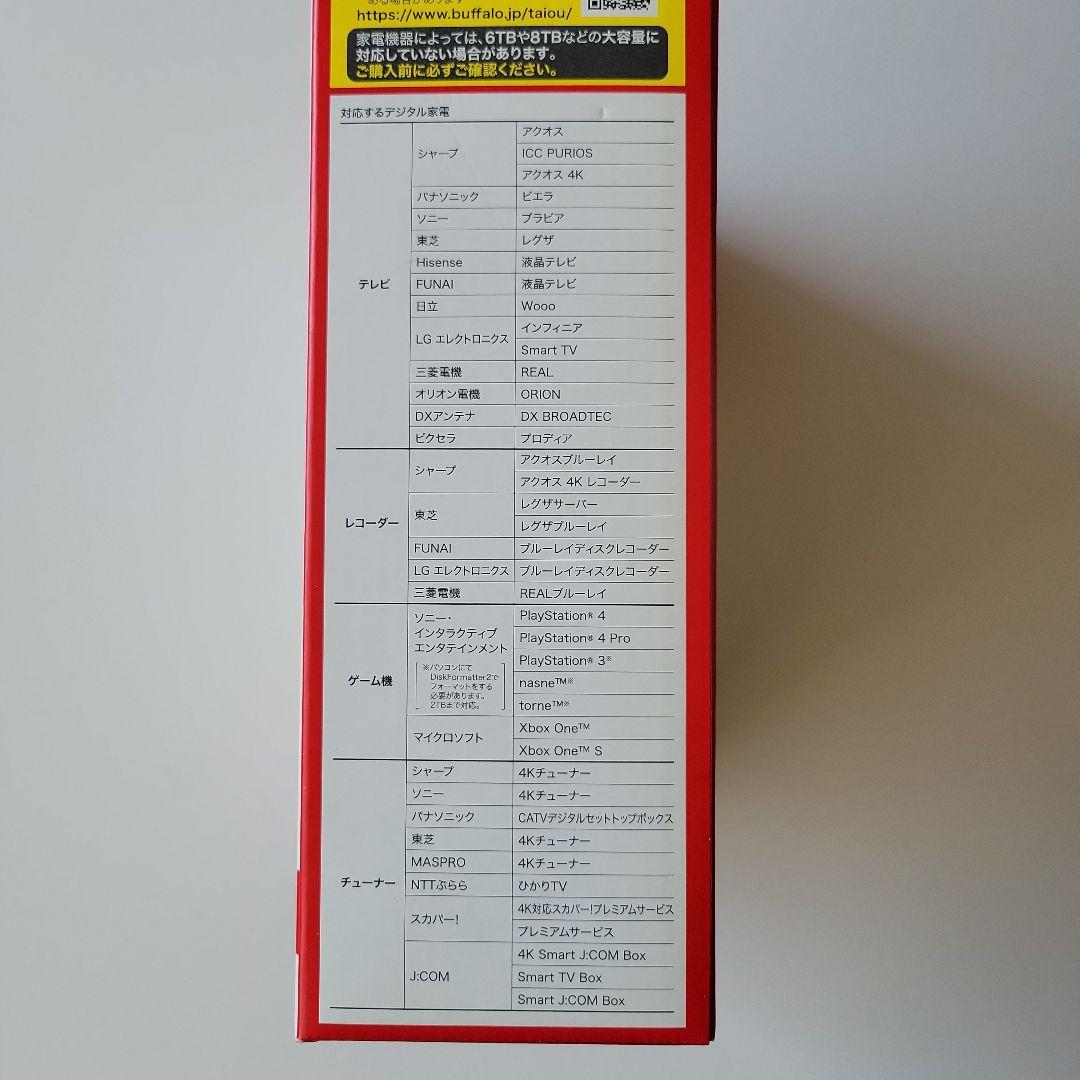 ある場合があります
https://www.buffalo.jp/taiou/
家電機器によっては、6TBや8TBなどの大容量に
対応していない場合があります。
ご購入前に必ずご確認ください。
対応するデジタル家電
テレビ
シャープ
アクオス
ICC PURIOS
アクオス 4K
パナソニック
ビエラ
ソニー
ブラビア
東芝
レグザ
Hisense
液晶テレビ
FUNAI
液晶テレビ
日立
Wooo
LG エレクトロニクス
インフィニア
Smart TV
三菱電機
REAL
オリオン電機
ORION
DXアンテナ
DX BROADTEC
ピクセラ
プロディア
レコーダー
シャープ
アクオスブルーレイ
アクオス 4K レコーダー
東芝
レグザサーバー
レグザブルーレイ
FUNAI
ブルーレイディスクレコーダー
LG エレクトロニクス
ブルーレイディスクレコーダー
三菱電機
REALブルーレイ
ゲーム機
ソニー・
インタラクティブ
エンタテインメント
※パソコンにて
DiskFormatter2で
フォーマットをする
必要があります。
2TBまで対応。
PlayStation® 4
PlayStation® 4 Pro
PlayStation® 3※
nasne™※
torne™※
マイクロソフト
Xbox One™
Xbox One™ S
チューナー
シャープ
4Kチューナー
ソニー
4Kチューナー
パナソニック
CATVデジタルセットトップボックス
東芝
4Kチューナー
MASPRO
4Kチューナー
NTTぷらら
ひかりTV
スカパー!
4K対応スカパー!プレミアムサービス
プレミアムサービス
J:COM
4K Smart J:COM Box
Smart TV Box
Smart J:COM Box